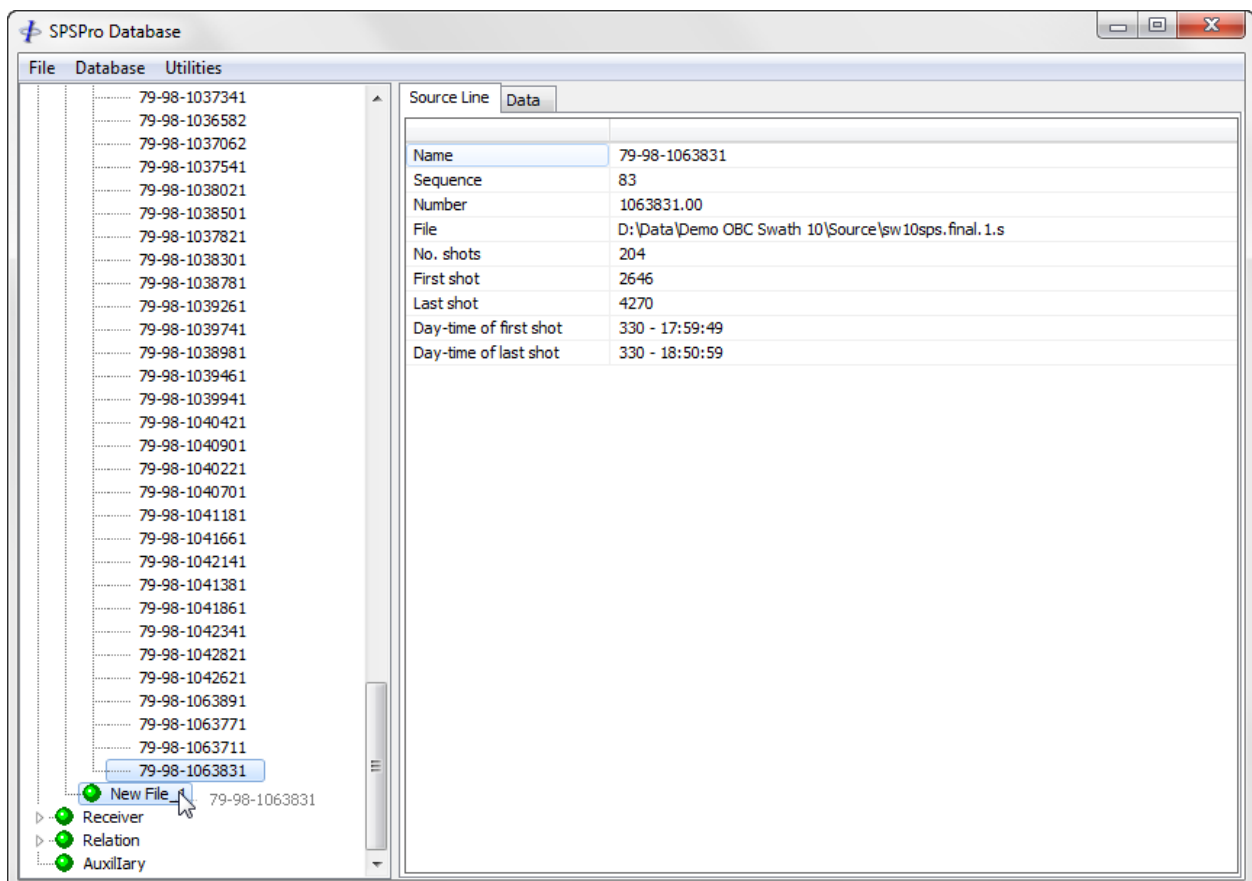 SPSPro Database
File Database Utilities
79-98-1037341
79-98-1036582
79-98-1037062
79-98-1037541
79-98-1038021
79-98-1038501
79-98-1037821
79-98-1038301
79-98-1038781
79-98-1039261
79-98-1039741
79-98-1038981
79-98-1039461
79-98-1039941
79-98-1040421
79-98-1040901
79-98-1040221
79-98-1040701
79-98-1041181
79-98-1041661
79-98-1042141
79-98-1041381
79-98-1041861
79-98-1042341
79-98-1042821
79-98-1042621
79-98-1063891
79-98-1063771
79-98-1063711
79-98-1063831
New File_1
79-98-1063831
Receiver
Relation
AuxilIary
Source Line Data
Name 79-98-1063831
Sequence 83
Number 1063831.00
File D:\Data\Demo OBC Swath 10\Source\sw10sps.final.1.s
No. shots 204
First shot 2646
Last shot 4270
Day-time of first shot 330 - 17:59:49
Day-time of last shot 330 - 18:50:59